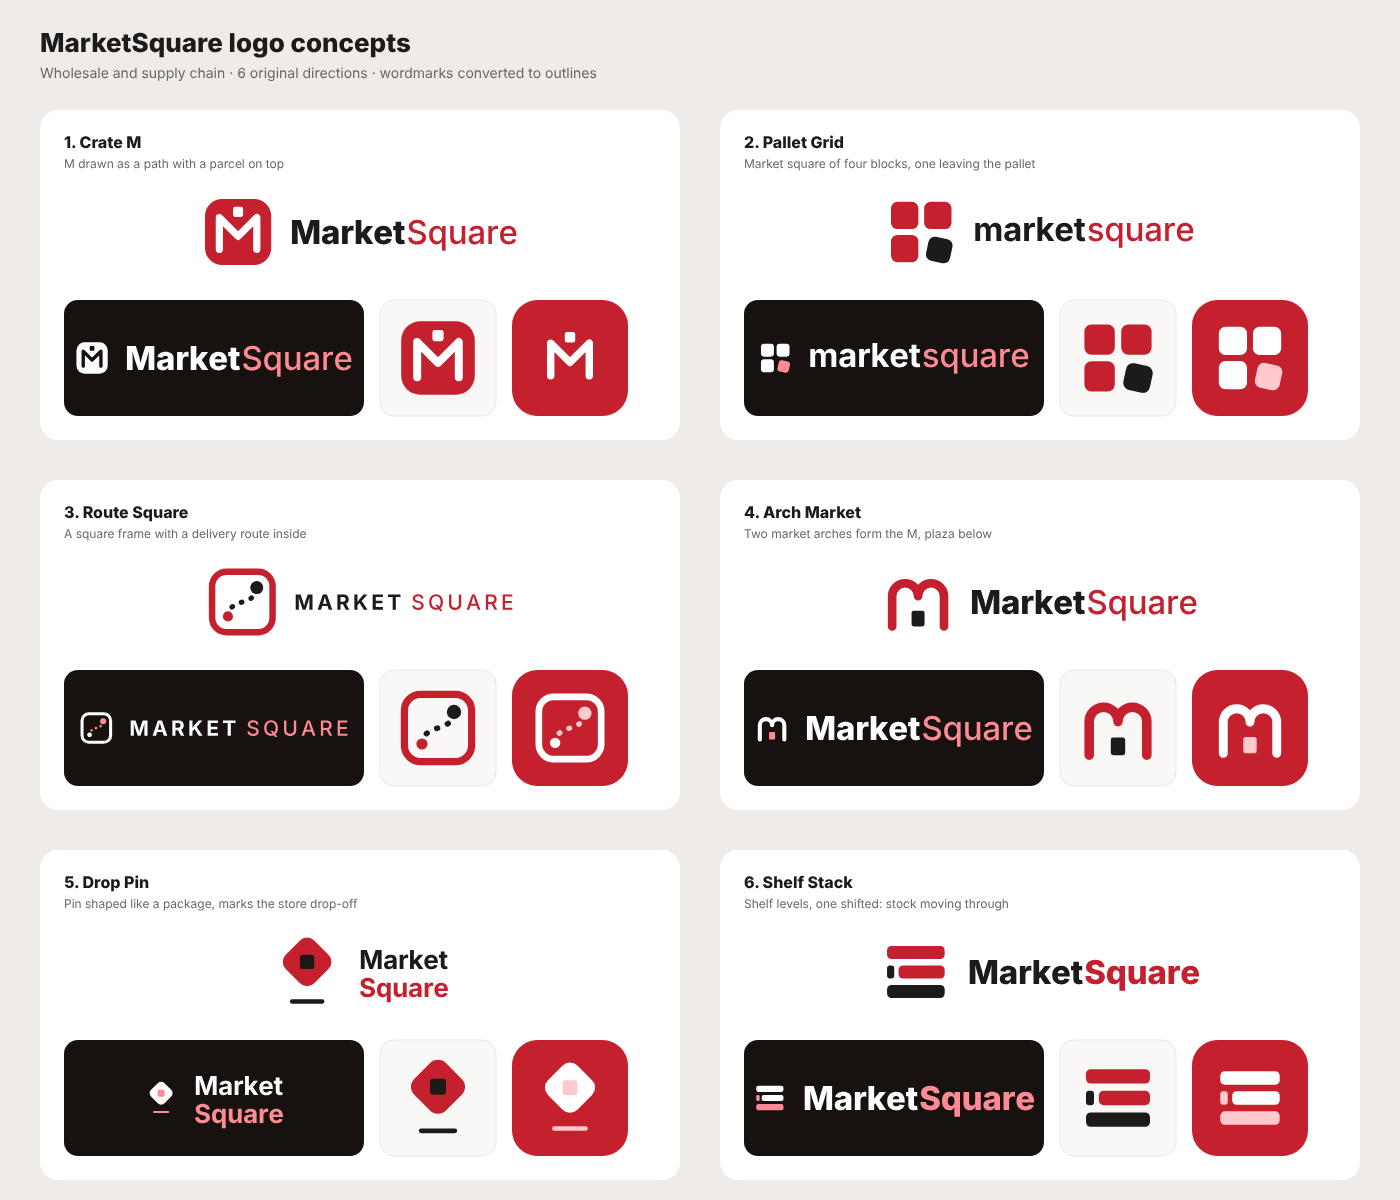 MarketSquare logo concepts
Wholesale and supply chain · 6 original directions · wordmarks converted to outlines
1. Crate M
M drawn as a path with a parcel on top
MarketSquare
MarketSquare
2. Pallet Grid
Market square of four blocks, one leaving the pallet
marketsquare
marketsquare
3. Route Square
A square frame with a delivery route inside
MARKET SQUARE
MARKET SQUARE
4. Arch Market
Two market arches form the M, plaza below
MarketSquare
MarketSquare
5. Drop Pin
Pin shaped like a package, marks the store drop-off
Market
Square
Market
Square
6. Shelf Stack
Shelf levels, one shifted: stock moving through
MarketSquare
MarketSquare